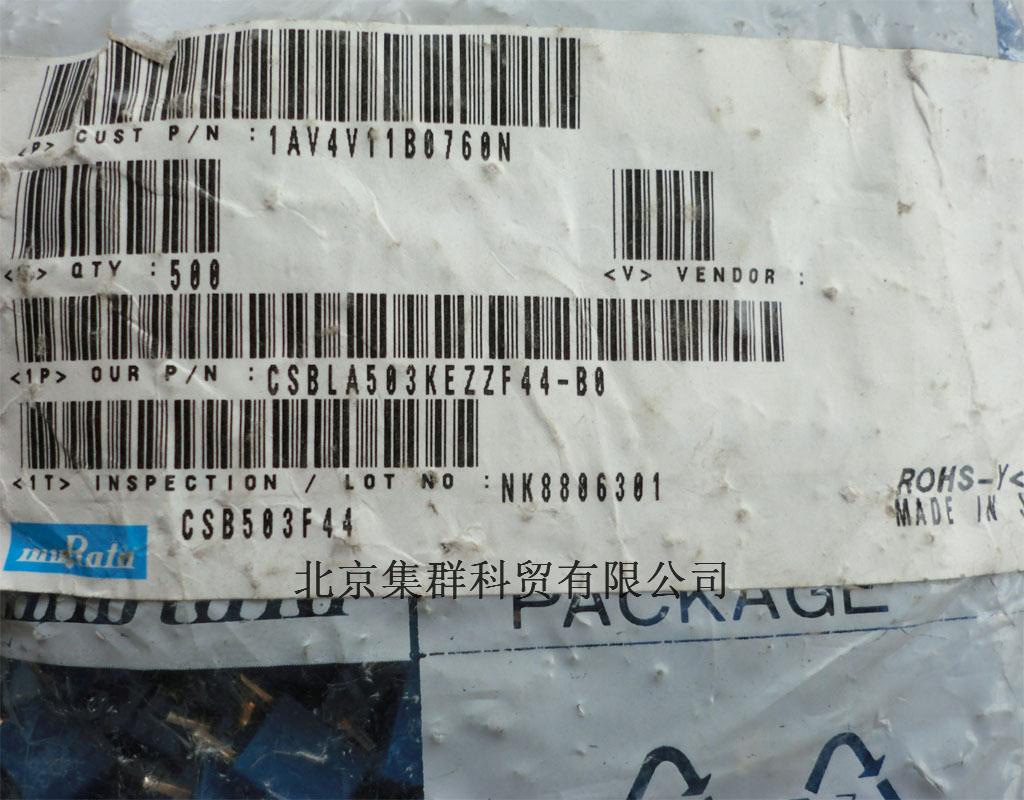 <P> CUST P/N : 1AV4V11B0760N
QTY : 500
<V> VENDOR :
<1P> OUR P/N : CSBLA503KEZZF44-B0
<1T> INSPECTION / LOT NO : NK8806301
CSB503F44
ROHS-Y<
MADE IN
muRata
北京集群科贸有限公司
PACKAGE